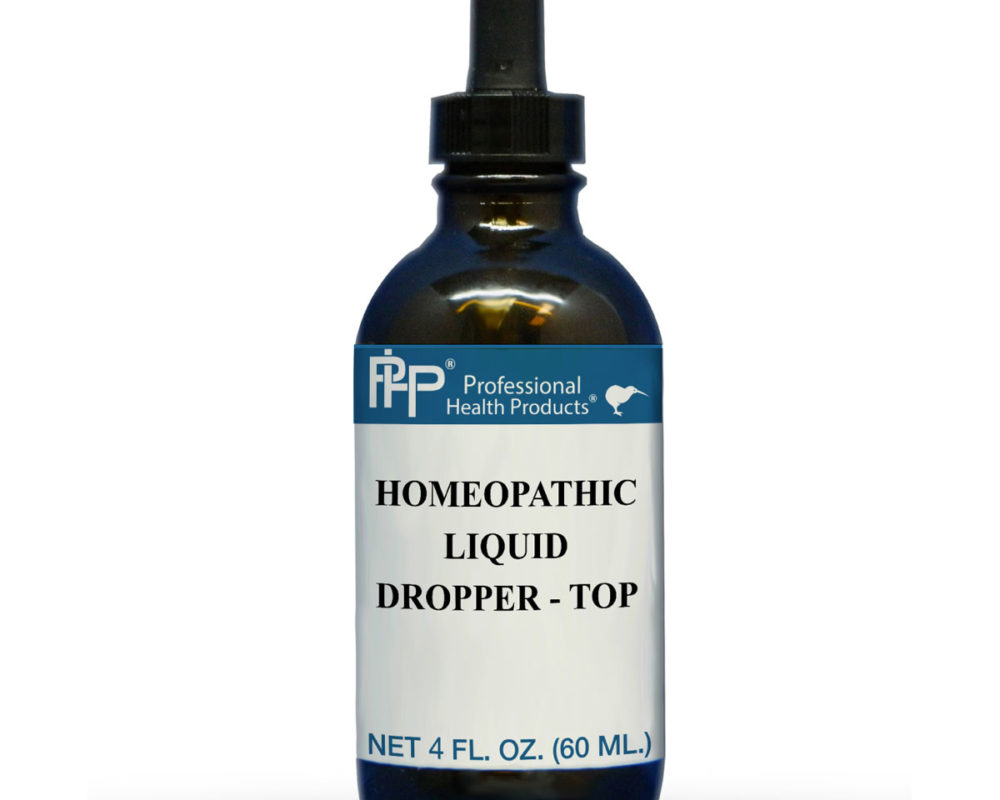 PHP®
Professional
Health Products®
HOMEOPATHIC
LIQUID
DROPPER - TOP
NET 4 FL. OZ. (60 ML.)